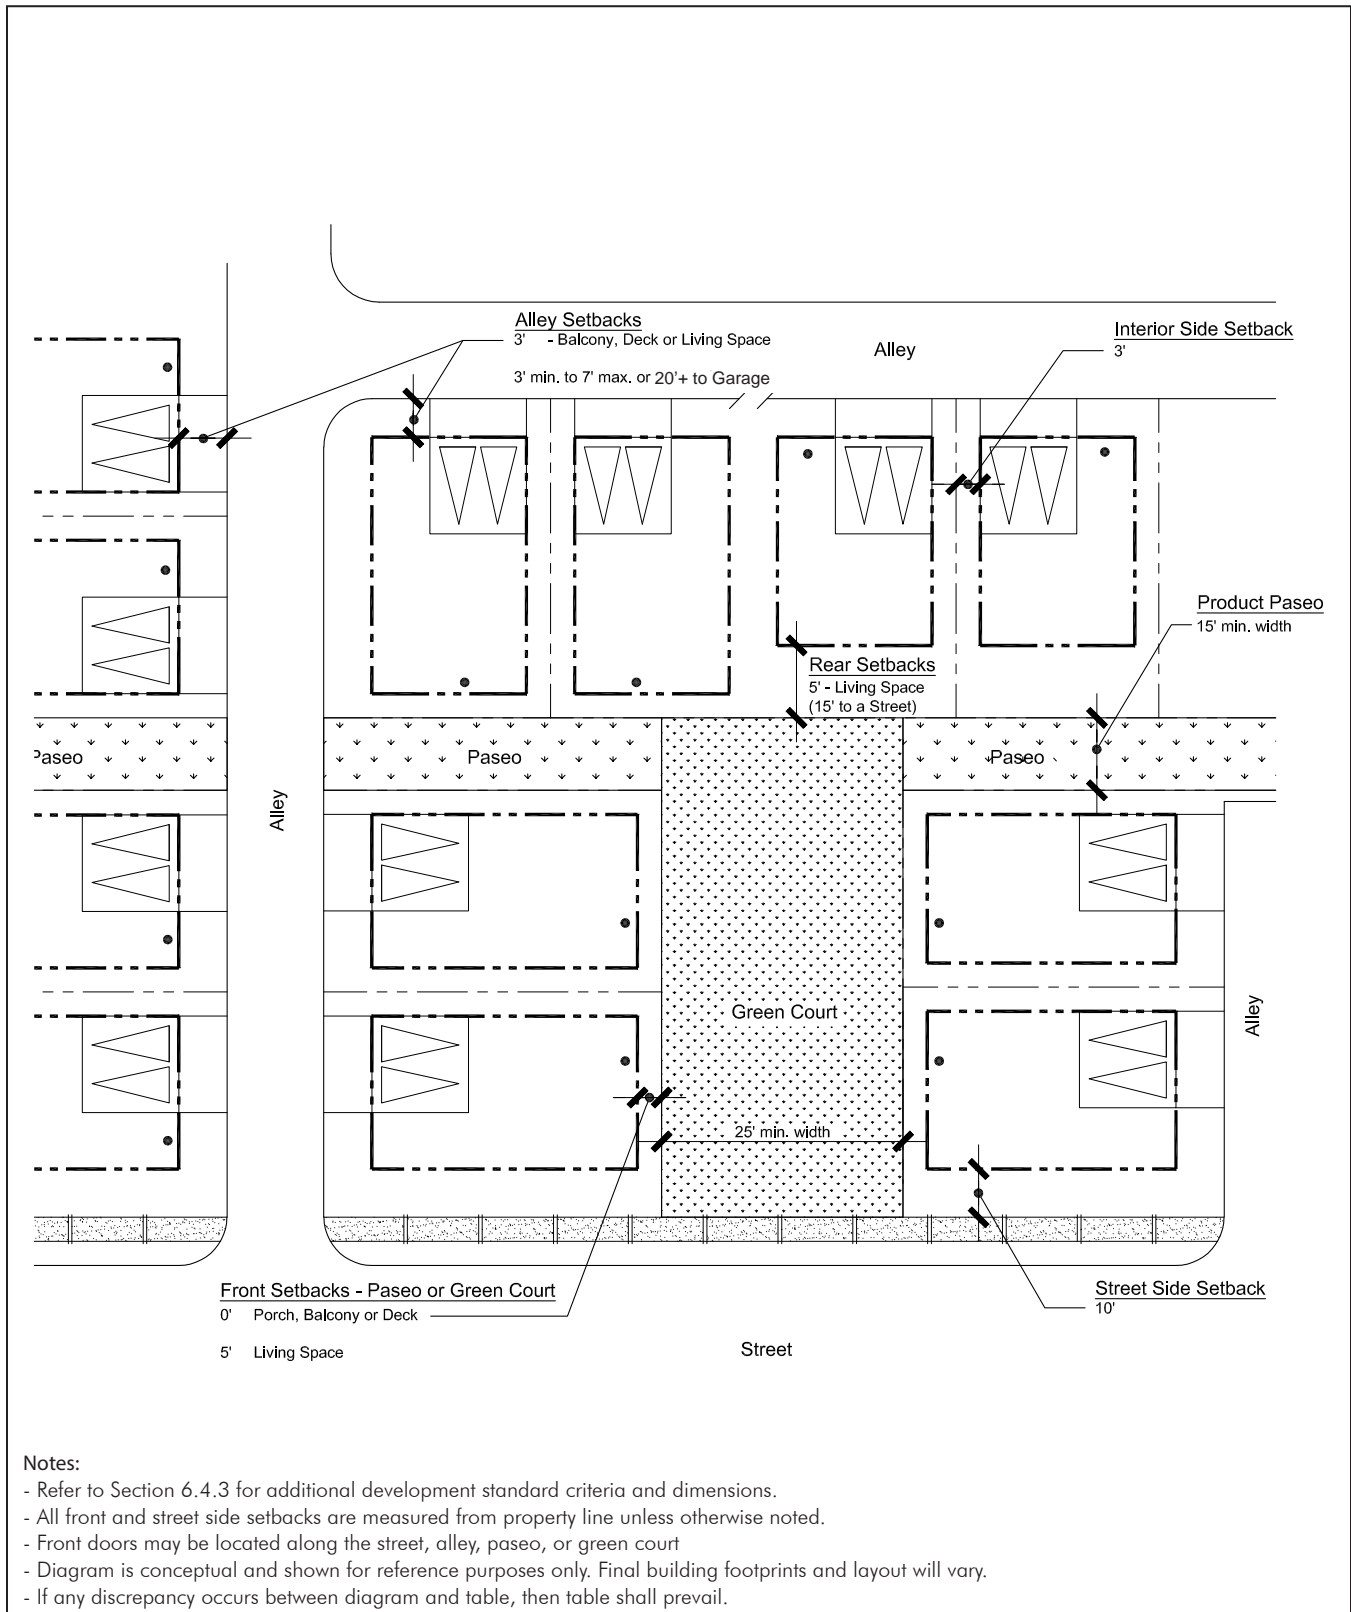 Alley Setbacks
3' - Balcony, Deck or Living Space
3' min. to 7' max. or 20'+ to Garage
Alley
Interior Side Setback
3'
Product Paseo
15' min. width
Rear Setbacks
5' - Living Space
(15' to a Street)
Paseo
Paseo
Paseo
Alley
Green Court
Alley
25' min. width
Front Setbacks - Paseo or Green Court
0' Porch, Balcony or Deck
5' Living Space
Street Side Setback
10'
Street
Notes:
- Refer to Section 6.4.3 for additional development standard criteria and dimensions.
- All front and street side setbacks are measured from property line unless otherwise noted.
- Front doors may be located along the street, alley, paseo, or green court
- Diagram is conceptual and shown for reference purposes only. Final building footprints and layout will vary.
- If any discrepancy occurs between diagram and table, then table shall prevail.